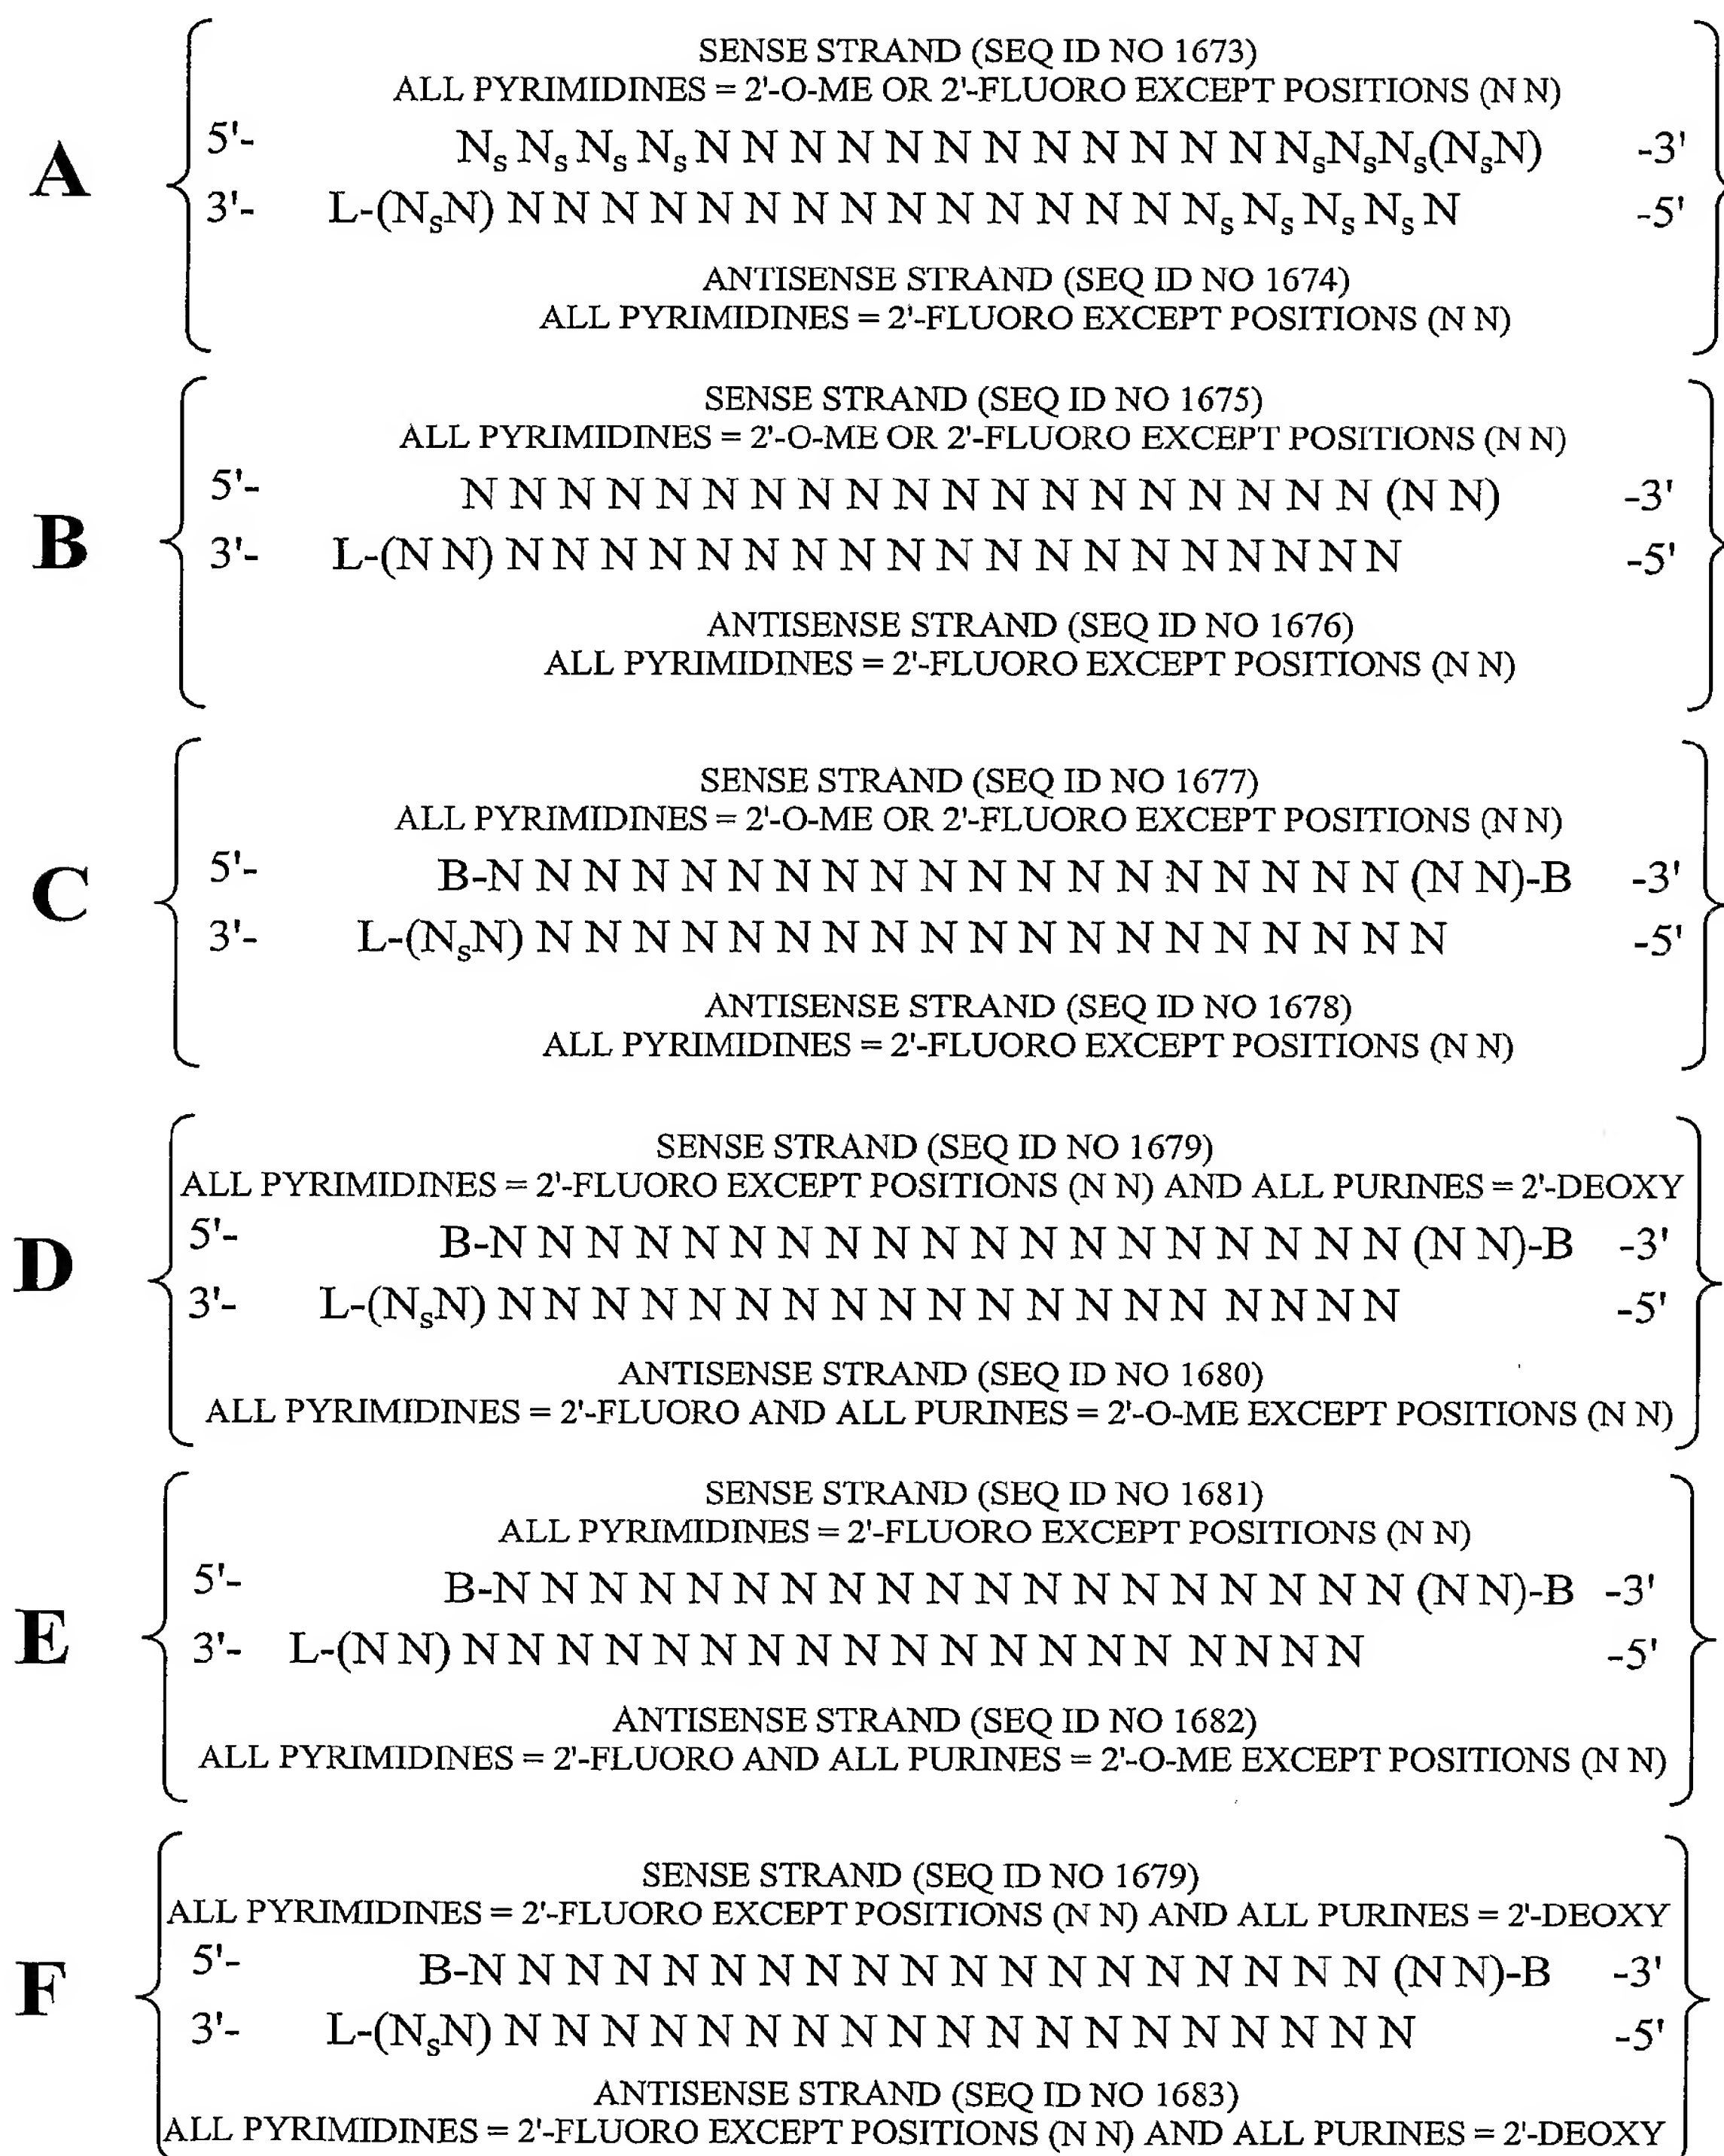 A
SENSE STRAND (SEQ ID NO 1673)
ALL PYRIMIDINES = 2'-O-ME OR 2'-FLUORO EXCEPT POSITIONS (N N)
5'- NsNsNsNsN N N N N N N N N N N N NsNsNs(NsN) -3'
3'- L-(NsN) N N N N N N N N N N N N N N NsNsNsNsN -5'
ANTISENSE STRAND (SEQ ID NO 1674)
ALL PYRIMIDINES = 2'-FLUORO EXCEPT POSITIONS (N N)
B
SENSE STRAND (SEQ ID NO 1675)
ALL PYRIMIDINES = 2'-O-ME OR 2'-FLUORO EXCEPT POSITIONS (N N)
5'- N N N N N N N N N N N N N N N N N N N (N N) -3'
3'- L-(N N) N N N N N N N N N N N N N N N N N N N -5'
ANTISENSE STRAND (SEQ ID NO 1676)
ALL PYRIMIDINES = 2'-FLUORO EXCEPT POSITIONS (N N)
C
SENSE STRAND (SEQ ID NO 1677)
ALL PYRIMIDINES = 2'-O-ME OR 2'-FLUORO EXCEPT POSITIONS (N N)
5'- B-N N N N N N N N N N N N N N N N N N N (N N)-B -3'
3'- L-(NsN) N N N N N N N N N N N N N N N N N N N -5'
ANTISENSE STRAND (SEQ ID NO 1678)
ALL PYRIMIDINES = 2'-FLUORO EXCEPT POSITIONS (N N)
D
SENSE STRAND (SEQ ID NO 1679)
ALL PYRIMIDINES = 2'-FLUORO EXCEPT POSITIONS (N N) AND ALL PURINES = 2'-DEOXY
5'- B-N N N N N N N N N N N N N N N N N N N (N N)-B -3'
3'- L-(NsN) N N N N N N N N N N N N N N N N N N N -5'
ANTISENSE STRAND (SEQ ID NO 1680)
ALL PYRIMIDINES = 2'-FLUORO AND ALL PURINES = 2'-O-ME EXCEPT POSITIONS (N N)
E
SENSE STRAND (SEQ ID NO 1681)
ALL PYRIMIDINES = 2'-FLUORO EXCEPT POSITIONS (N N)
5'- B-N N N N N N N N N N N N N N N N N N N (N N)-B -3'
3'- L-(N N) N N N N N N N N N N N N N N N N N N N -5'
ANTISENSE STRAND (SEQ ID NO 1682)
ALL PYRIMIDINES = 2'-FLUORO AND ALL PURINES = 2'-O-ME EXCEPT POSITIONS (N N)
F
SENSE STRAND (SEQ ID NO 1679)
ALL PYRIMIDINES = 2'-FLUORO EXCEPT POSITIONS (N N) AND ALL PURINES = 2'-DEOXY
5'- B-N N N N N N N N N N N N N N N N N N N (N N)-B -3'
3'- L-(NsN) N N N N N N N N N N N N N N N N N N N -5'
ANTISENSE STRAND (SEQ ID NO 1683)
ALL PYRIMIDINES = 2'-FLUORO EXCEPT POSITIONS (N N) AND ALL PURINES = 2'-DEOXY